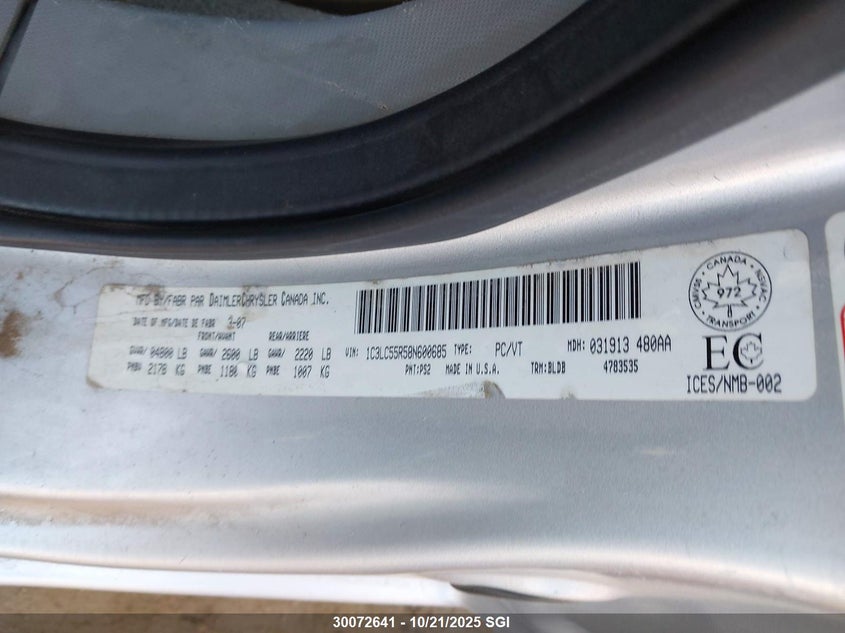 MFD BY/FABR PAR DAIMLERCHRYSLER CANADA INC.
DATE OF MFG/DATE DE FABR 3-07
FRONT/AVANT REAR/ARRIERE
GVWR/ 04800 LB GAWR/ 2600 LB GAWR/ 2220 LB
PNBV 2178 KG PNBE 1180 KG PNBE 1007 KG
VIN: 1C3LC55R58N600685 TYPE: PC/VT MDH: 031913 480AA
PNT:PS2 MADE IN U.S.A. TRM:BLDB 4783535
CANADA
972
TRANSPORT
EC
ICES/NMB-002
30072641 - 10/21/2025 SGI